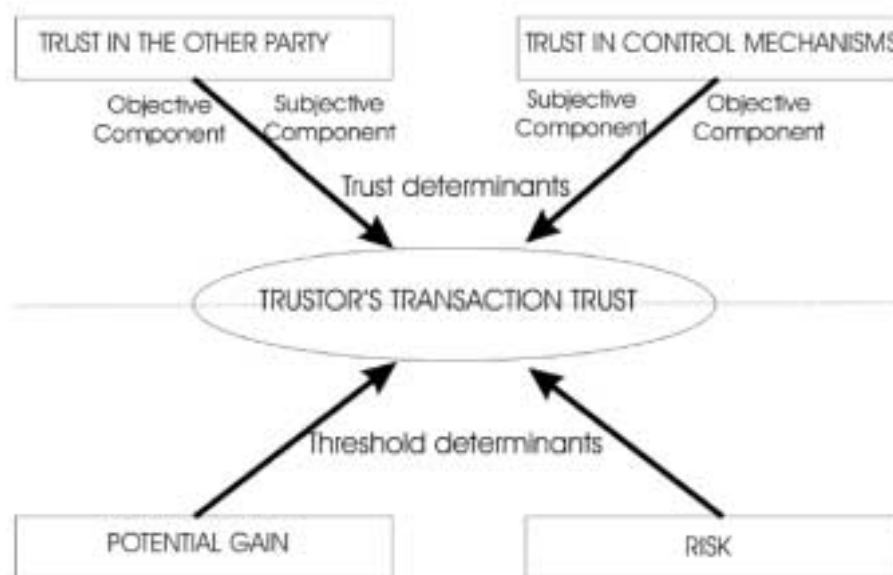 TRUST IN THE OTHER PARTY
TRUST IN CONTROL MECHANISMS
Objective
Component
Subjective
Component
Subjective
Component
Objective
Component
Trust determinants
TRUSTOR'S TRANSACTION TRUST
Threshold determinants
POTENTIAL GAIN
RISK